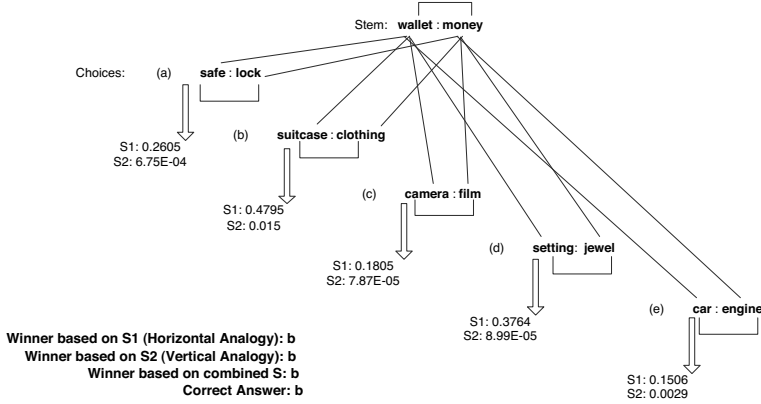 Stem: wallet : money
Choices: (a) safe : lock
S1: 0.2605
S2: 6.75E-04
(b) suitcase : clothing
S1: 0.4795
S2: 0.015
(c) camera : film
S1: 0.1805
S2: 7.87E-05
(d) setting: jewel
S1: 0.3764
S2: 8.99E-05
(e) car : engine
S1: 0.1506
S2: 0.0029
Winner based on S1 (Horizontal Analogy): b
Winner based on S2 (Vertical Analogy): b
Winner based on combined S: b
Correct Answer: b